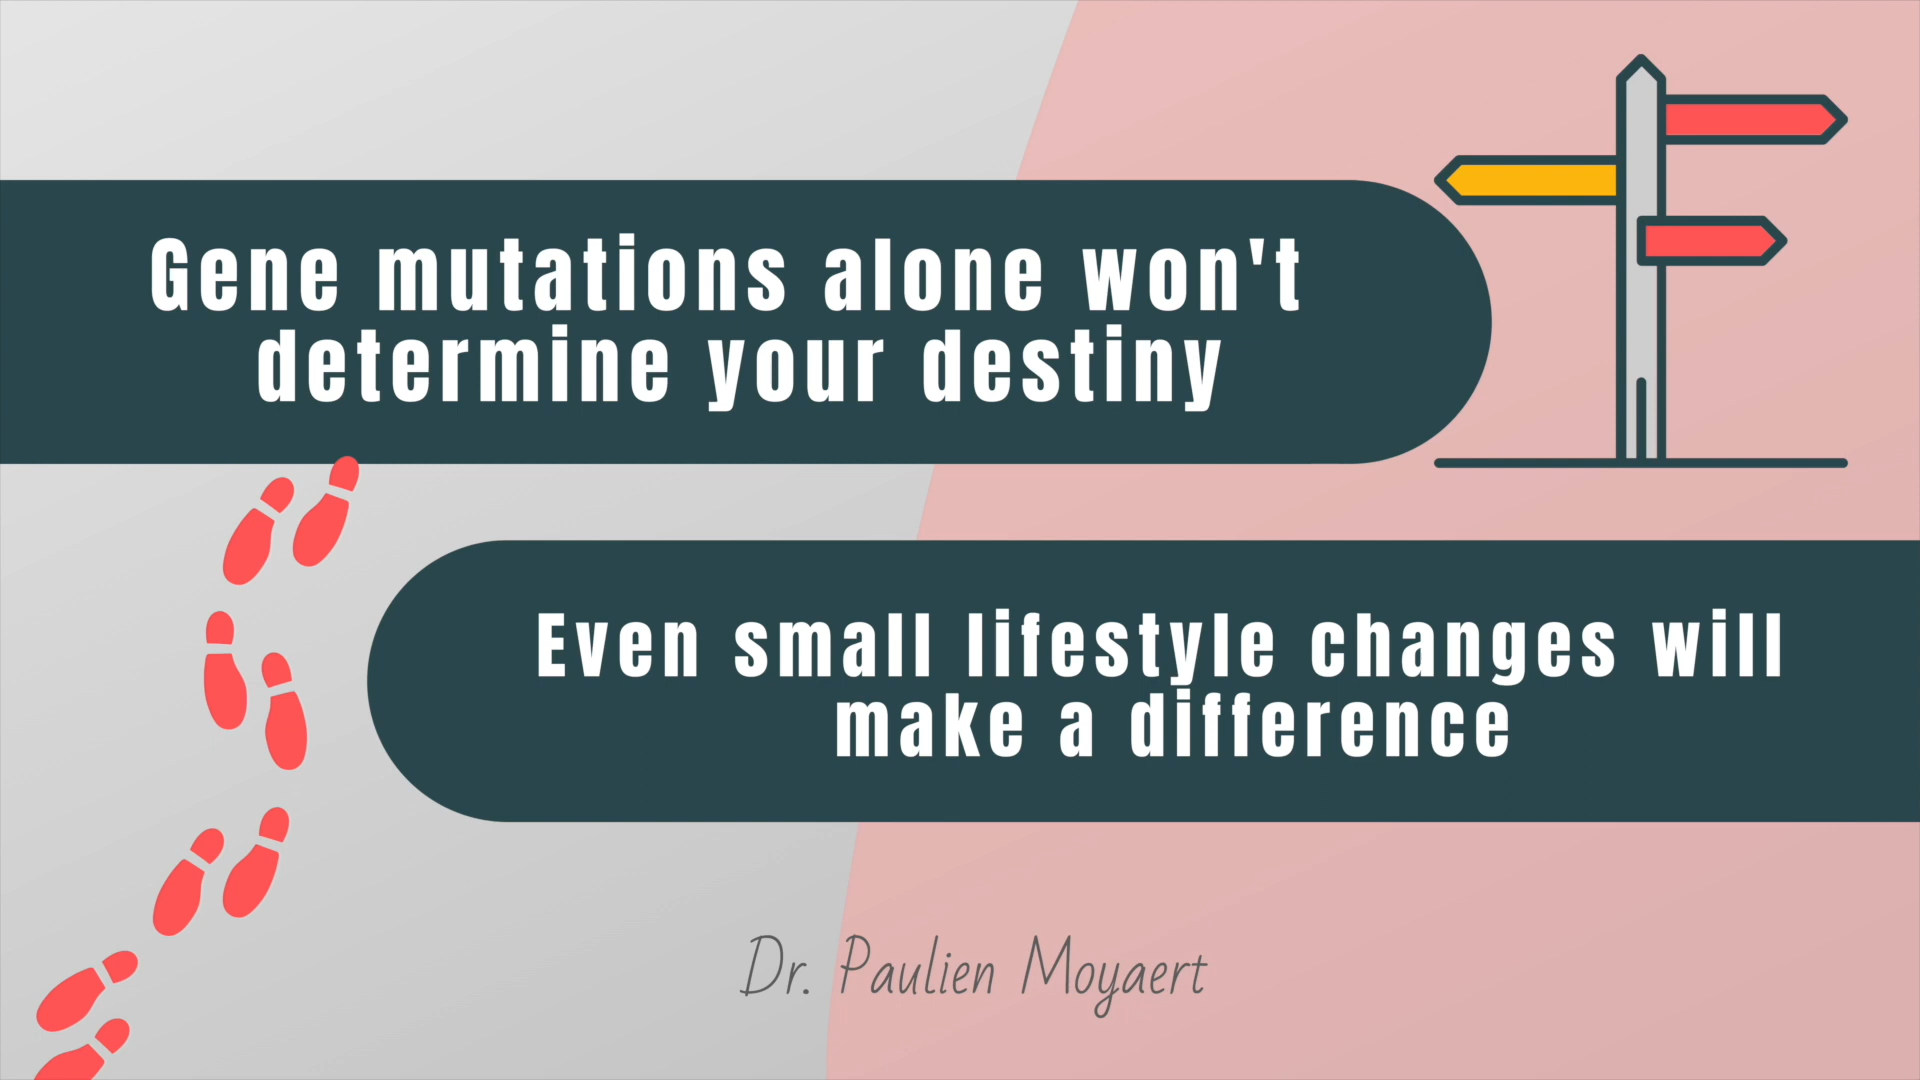 Gene mutations alone won't
determine your destiny
Even small lifestyle changes will
make a difference
Dr. Paulien Moyaert